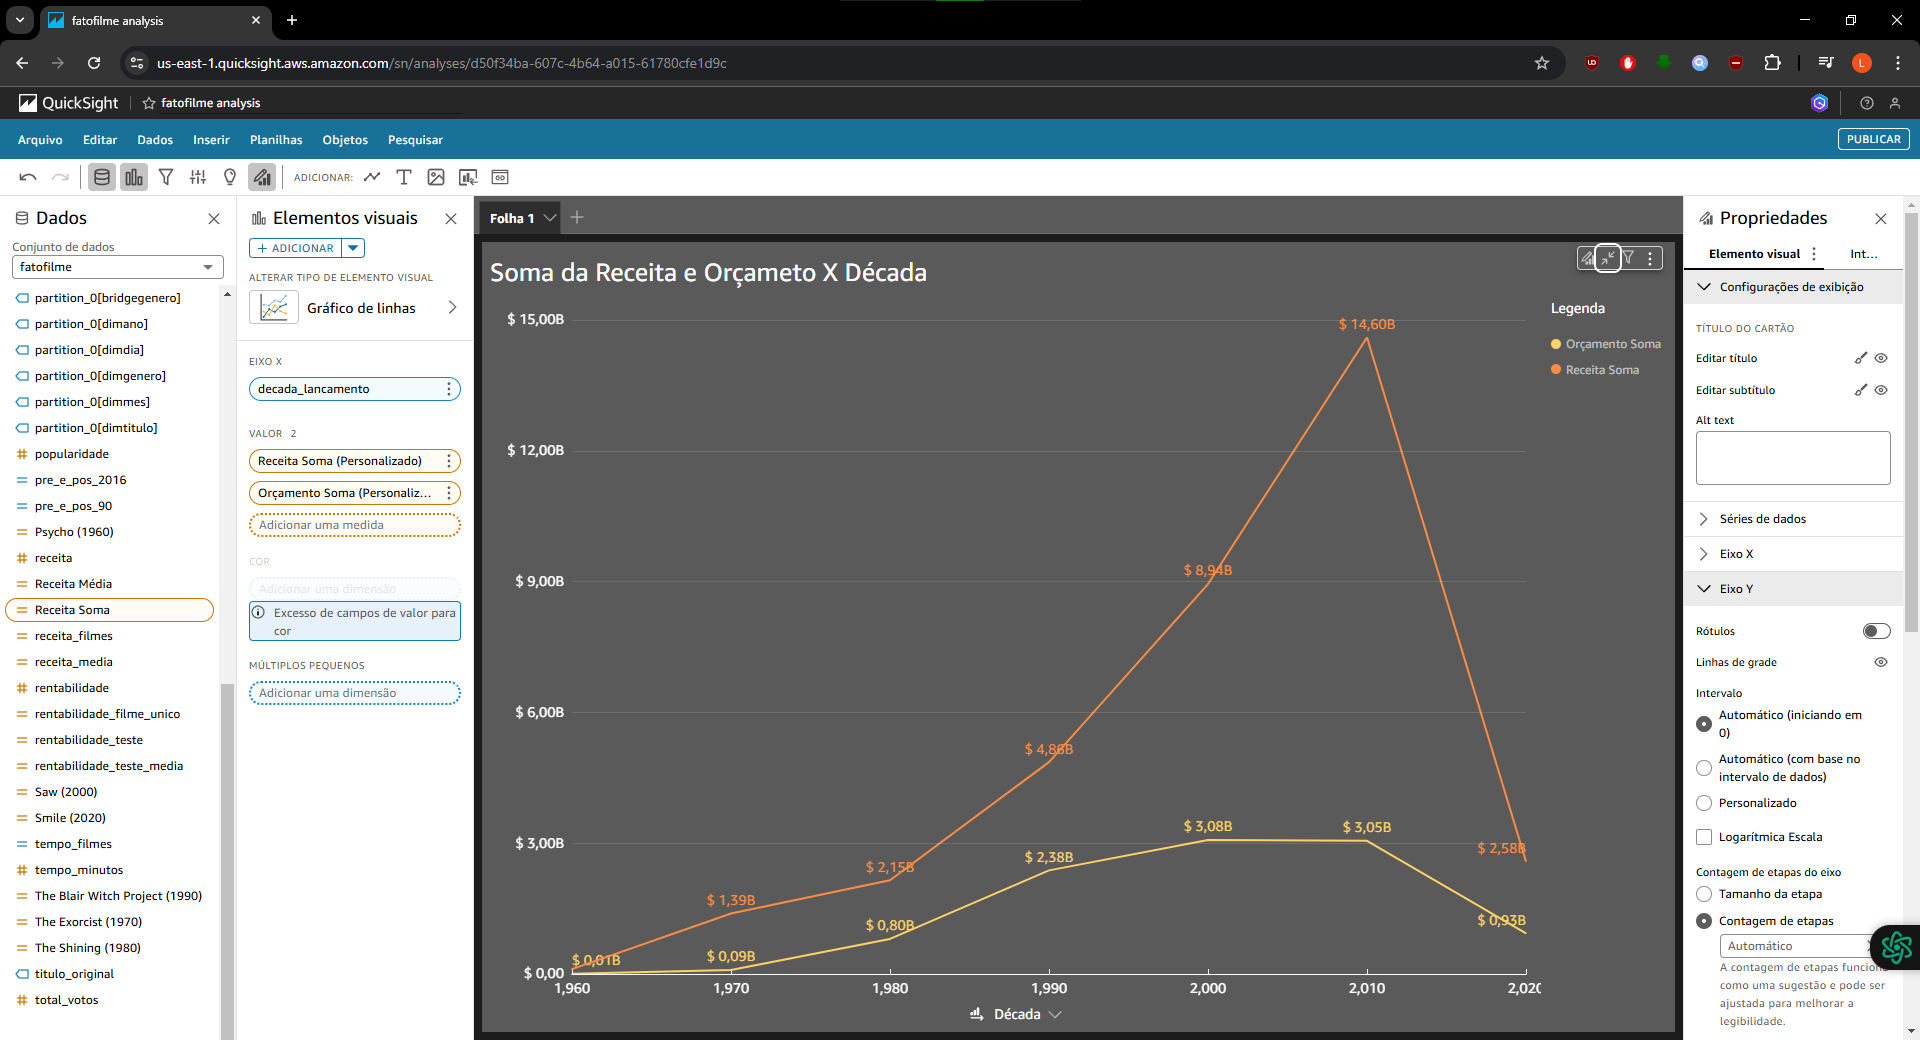 fatofilme analysis
us-east-1.quicksight.aws.amazon.com/sn/analyses/d50f34ba-607c-4b64-a015-61780cfe1d9c
L
QuickSight
fatofilme analysis
Arquivo Editar Dados Inserir Planilhas Objetos Pesquisar
PUBLICAR
ADICIONAR:
Dados
Conjunto de dados
fatofilme
partition_0[bridgegenero]
partition_0[dimano]
partition_0[dimdia]
partition_0[dimgenero]
partition_0[dimmes]
partition_0[dimtitulo]
popularidade
pre_e_pos_2016
pre_e_pos_90
Psycho (1960)
receita
Receita Média
Receita Soma
receita_filmes
receita_media
rentabilidade
rentabilidade_filme_unico
rentabilidade_teste
rentabilidade_teste_media
Saw (2000)
Smile (2020)
tempo_filmes
tempo_minutos
The Blair Witch Project (1990)
The Exorcist (1970)
The Shining (1980)
titulo_original
total_votos
Elementos visuais
+ ADICIONAR
ALTERAR TIPO DE ELEMENTO VISUAL
Gráfico de linhas
EIXO X
decada_lancamento
VALOR 2
Receita Soma (Personalizado)
Orçamento Soma (Personaliz...
Adicionar uma medida
COR
Adicionar uma dimensão
Excesso de campos de valor para
cor
MÚLTIPLOS PEQUENOS
Adicionar uma dimensão
Folha 1
Soma da Receita e Orçameto X Década
Legenda
Orçamento Soma
Receita Soma
$ 15,00B
$ 12,00B
$ 9,00B
$ 6,00B
$ 3,00B
$ 0,00
$ 14,60B
$ 8,94B
$ 4,86B
$ 2,15B
$ 1,39B
$ 2,58B
$ 0,01B
$ 0,09B
$ 0,80B
$ 2,38B
$ 3,08B
$ 3,05B
$ 0,93B
1,960 1,970 1,980 1,990 2,000 2,010 2,020
Década
Propriedades
Elemento visual
Int...
Configurações de exibição
TÍTULO DO CARTÃO
Editar título
Editar subtítulo
Alt text
Séries de dados
Eixo X
Eixo Y
Rótulos
Linhas de grade
Intervalo
Automático (iniciando em
0)
Automático (com base no
intervalo de dados)
Personalizado
Logarítmica Escala
Contagem de etapas do eixo
Tamanho da etapa
Contagem de etapas
Automático
A contagem de etapas funciona
como uma sugestão e pode ser
ajustada para melhorar a
legibilidade.